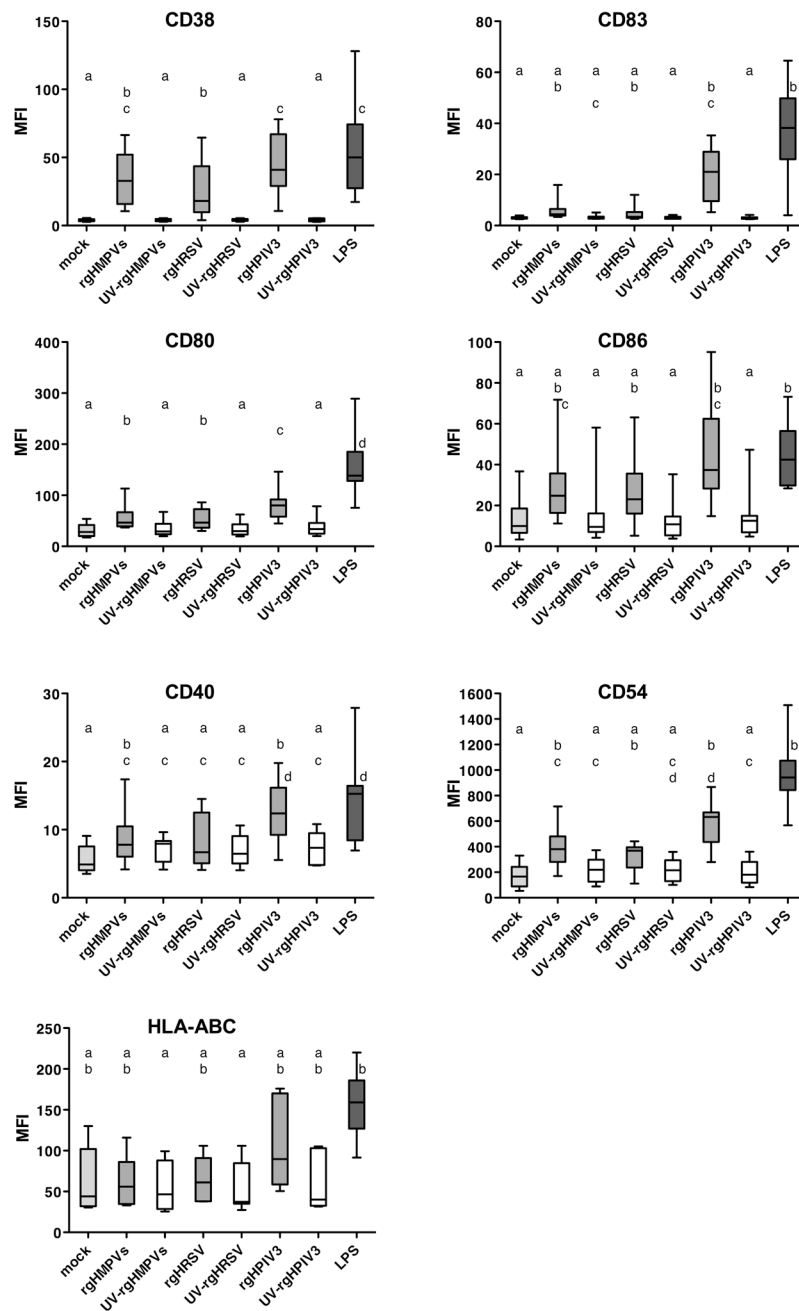 CD38
150
100
50
0
MFI
a b a b a c a c
c
mock rgHMPVs UV-rgHMPVs rgHRSV UV-rgHRSV rgHPIV3 UV-rgHPIV3 LPS
CD83
80
60
40
20
0
MFI
a a a a a b a b
b c b c
mock rgHMPVs UV-rgHMPVs rgHRSV UV-rgHRSV rgHPIV3 UV-rgHPIV3 LPS
CD80
400
300
200
100
0
MFI
a b a b a c a d
mock rgHMPVs UV-rgHMPVs rgHRSV UV-rgHRSV rgHPIV3 UV-rgHPIV3 LPS
CD86
100
80
60
40
20
0
MFI
a a a a a a
b b b b
c c
mock rgHMPVs UV-rgHMPVs rgHRSV UV-rgHRSV rgHPIV3 UV-rgHPIV3 LPS
CD40
30
20
10
0
MFI
a a a a a
b b
c c c c c
d d
mock rgHMPVs UV-rgHMPVs rgHRSV UV-rgHRSV rgHPIV3 UV-rgHPIV3 LPS
CD54
1600
1400
1200
1000
800
600
400
200
0
MFI
a a a a a
b b b b
c c c c
d d
mock rgHMPVs UV-rgHMPVs rgHRSV UV-rgHRSV rgHPIV3 UV-rgHPIV3 LPS
HLA-ABC
250
200
150
100
50
0
MFI
a a a a a a a
b b b b b b
mock rgHMPVs UV-rgHMPVs rgHRSV UV-rgHRSV rgHPIV3 UV-rgHPIV3 LPS